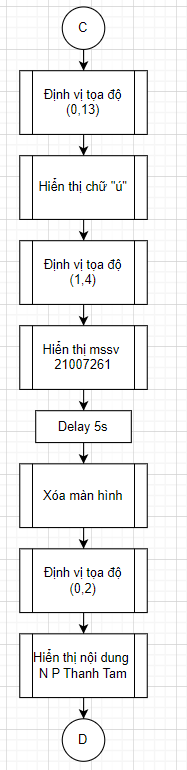 C
Định vị tọa độ
(0,13)
Hiển thị chữ "ú"
Định vị tọa độ
(1,4)
Hiển thị mssv
21007261
Delay 5s
Xóa màn hình
Định vị tọa độ
(0,2)
Hiển thị nội dung
N P Thanh Tam
D